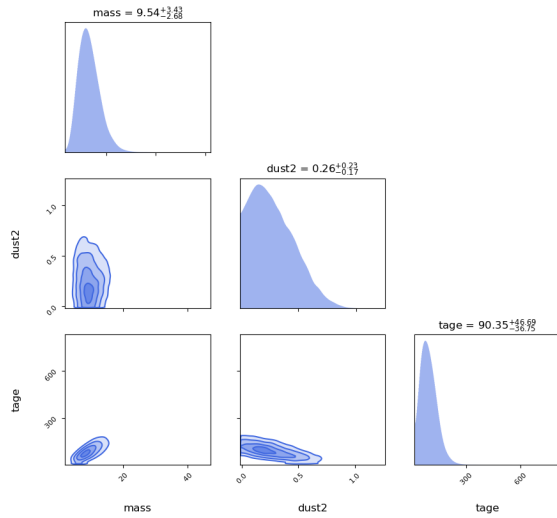 mass = 9.54^{+3.43}_{-2.68}
dust2 = 0.26^{+0.23}_{-0.17}
dust2
1.0
0.5
0.0
tage = 90.35^{+46.69}_{-36.75}
tage
600
300
20
40
mass
0.0
0.5
1.0
dust2
300
600
tage